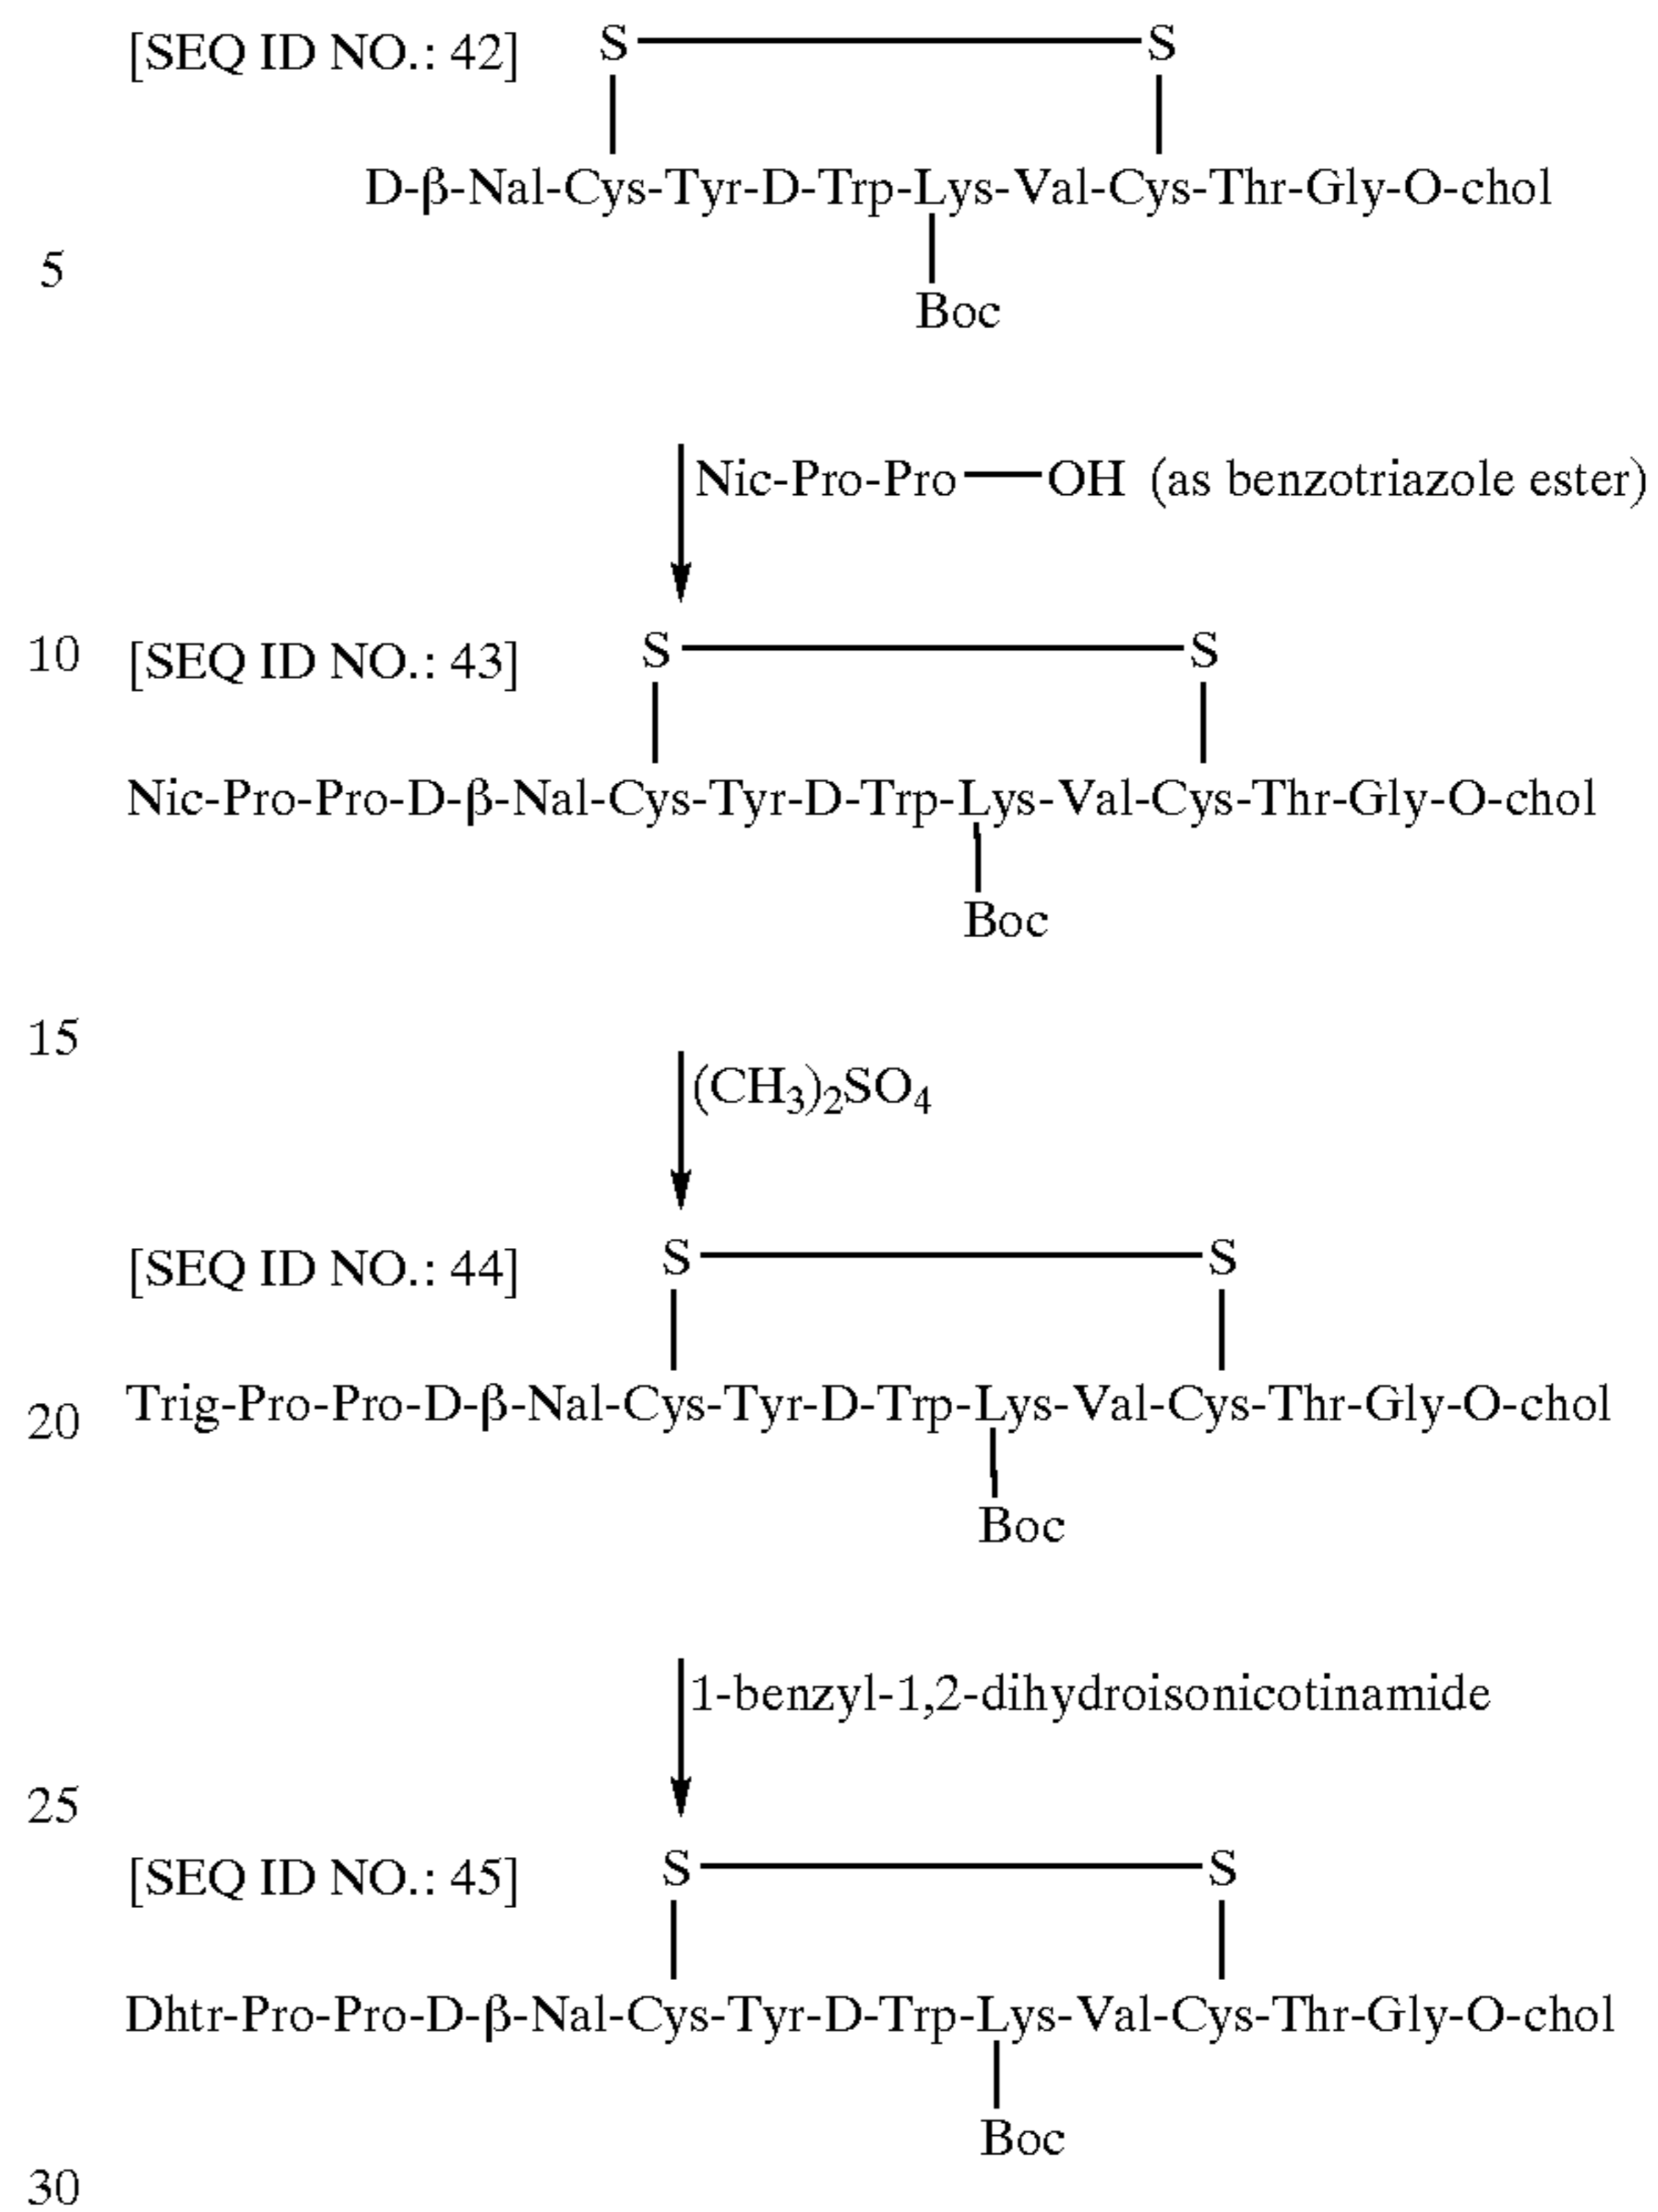 [SEQ ID NO.: 42] S S
D-β-Nal-Cys-Tyr-D-Trp-Lys-Val-Cys-Thr-Gly-O-chol
5
Boc
Nic-Pro-Pro—OH (as benzotriazole ester)
10 [SEQ ID NO.: 43] S S
Nic-Pro-Pro-D-β-Nal-Cys-Tyr-D-Trp-Lys-Val-Cys-Thr-Gly-O-chol
Boc
15
(CH3)2SO4
[SEQ ID NO.: 44] S S
20 Trig-Pro-Pro-D-β-Nal-Cys-Tyr-D-Trp-Lys-Val-Cys-Thr-Gly-O-chol
Boc
1-benzyl-1,2-dihydroisonicotinamide
25
[SEQ ID NO.: 45] S S
Dhtr-Pro-Pro-D-β-Nal-Cys-Tyr-D-Trp-Lys-Val-Cys-Thr-Gly-O-chol
Boc
30